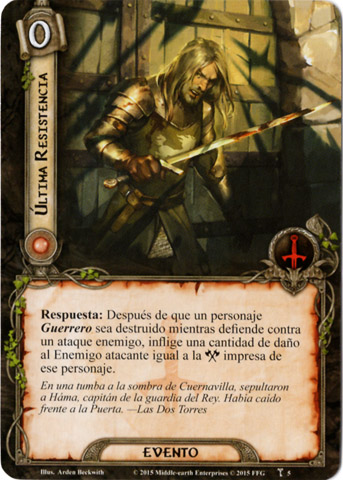 0
ÚLTIMA RESISTENCIA
Respuesta: Después de que un personaje
Guerrero sea destruido mientras defiende contra
un ataque enemigo, inflige una cantidad de daño
al Enemigo atacante igual a la impresa de
ese personaje.
En una tumba a la sombra de Cuernavilla, sepultaron
a Háma, capitán de la guardia del Rey. Había caído
frente a la Puerta. —Las Dos Torres
EVENTO
Illus. Arden Beckwith © 2015 Middle-earth Enterprises © 2015 FFG 5